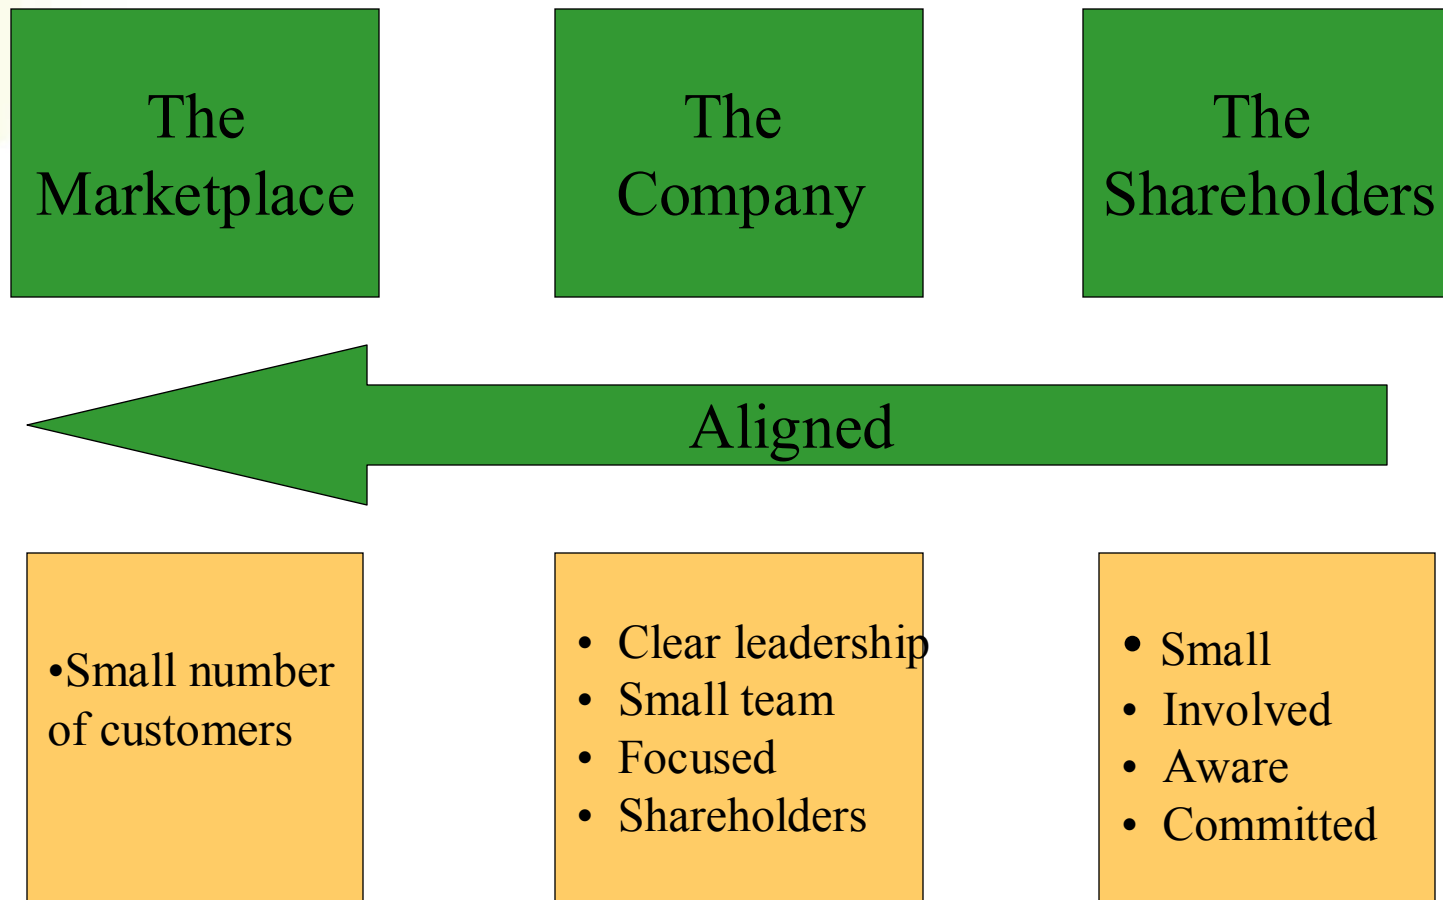 The
Marketplace
The
Company
The
Shareholders
Aligned
•Small number
of customers
• Clear leadership
• Small team
• Focused
• Shareholders
• Small
• Involved
• Aware
• Committed